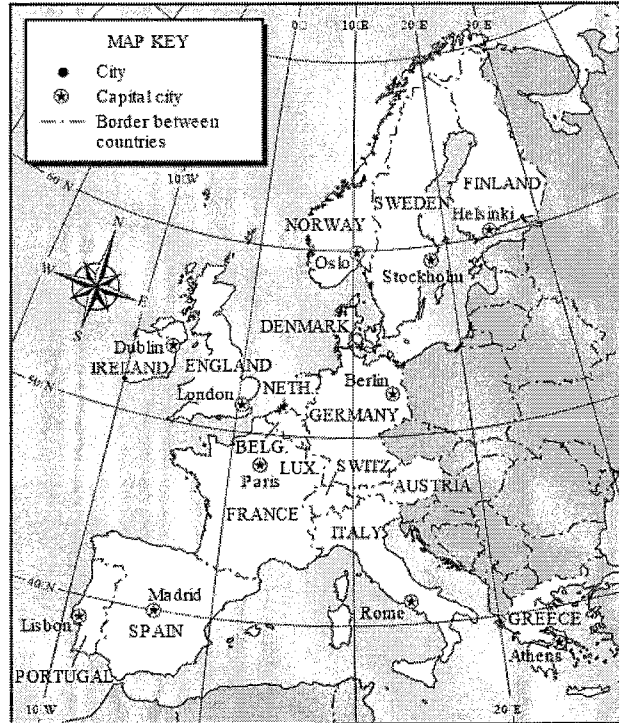 MAP KEY
City
Capital city
Border between
countries
0
10 E
20 E
30 E
10 W
60 N
N
W
E
S
FINLAND
SWEDEN
Helsinki
NORWAY
Oslo
Stockholm
DENMARK
Dublin
IRELAND
ENGLAND
50 N
NETH.
Berlin
London
GERMANY
BELG.
LUX.
SWITZ.
Paris
AUSTRIA
FRANCE
ITALY
40 N
Madrid
Lisbon
SPAIN
Rome
GREECE
Athens
PORTUGAL
10 W
0
10 E
20 E